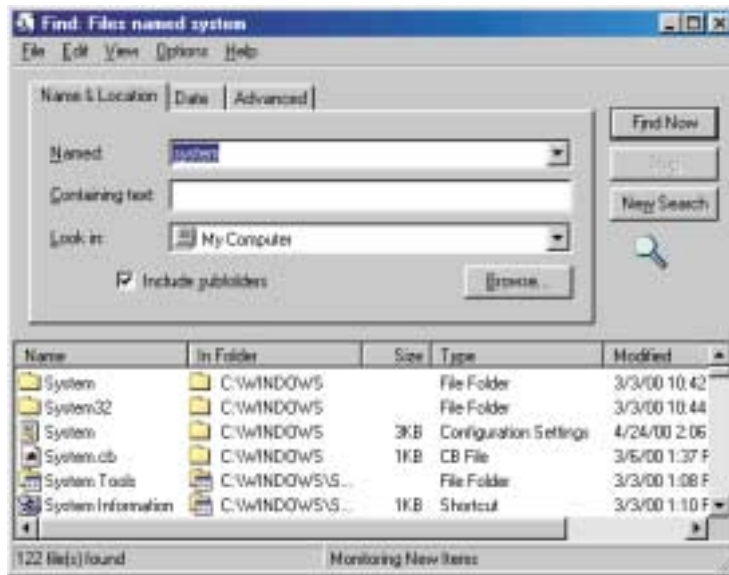 Find: Files named system
File Edit View Options Help
Name & Location Date Advanced
Named: system
Containing text:
Look in: My Computer
Include subfolders
Browse...
Find Now
Stop
New Search
Name In Folder Size Type Modified
System C:\WINDOWS File Folder 3/3/00 10:42
System32 C:\WINDOWS File Folder 3/3/00 10:44
System C:\WINDOWS 3KB Configuration Settings 4/24/00 2:06
System.cb C:\WINDOWS 1KB CB File 3/6/00 1:37 P
System Tools C:\WINDOWS\S... File Folder 3/3/00 1:08 P
System Information C:\WINDOWS\S... 1KB Shortcut 3/3/00 1:10 P
122 file(s) found Monitoring New Items